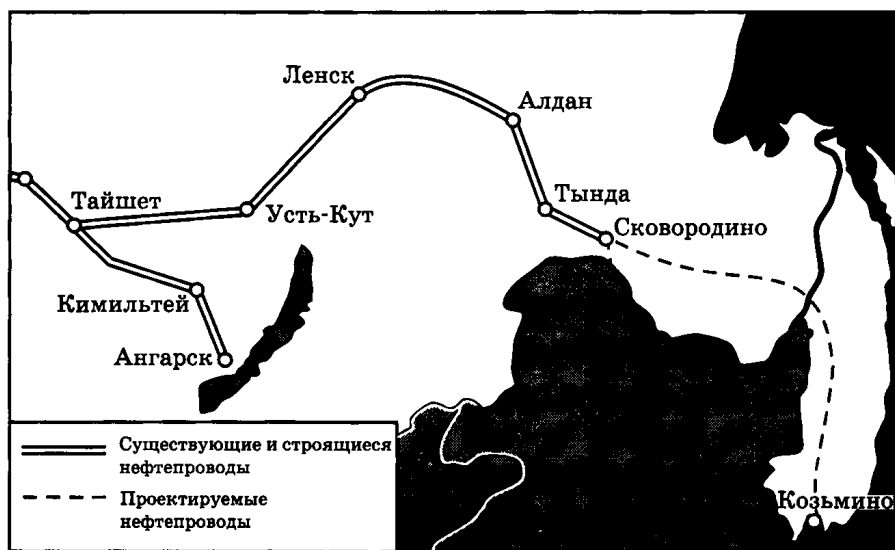 Ленск
Алдан
Тайшет
Усть-Кут
Тында
Сковородино
Кимильтей
Ангарск
Существующие и строящиеся
нефтепроводы
Проектируемые
нефтепроводы
Козьмино